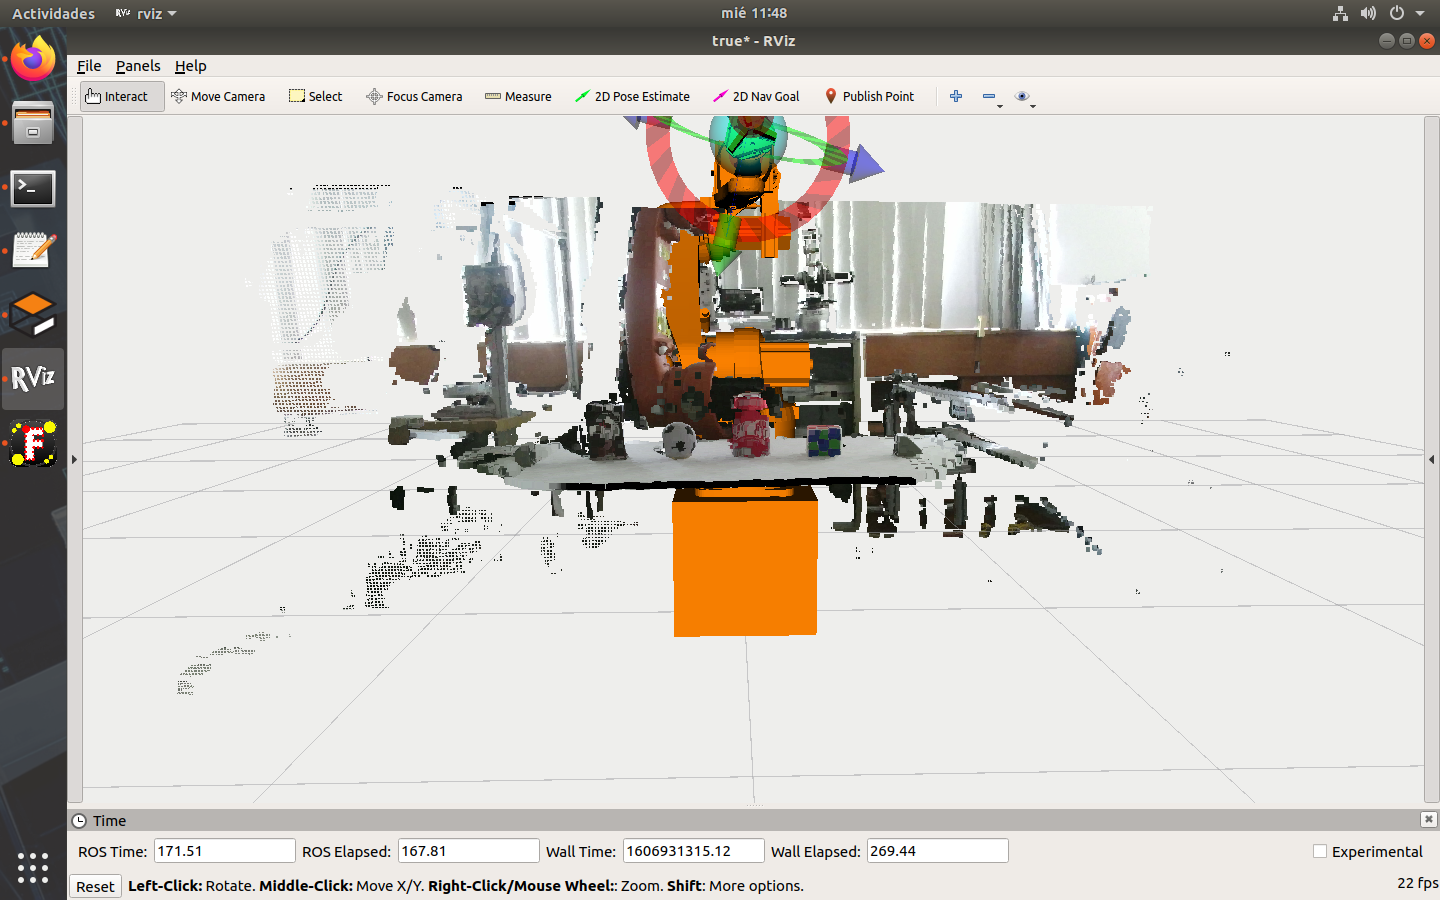 Actividades
RViz rviz
mié 11:48
true* - RViz
File Panels Help
Interact Move Camera Select Focus Camera Measure 2D Pose Estimate 2D Nav Goal Publish Point
>_
RViz
F
Time
ROS Time: 171.51 ROS Elapsed: 167.81 Wall Time: 1606931315.12 Wall Elapsed: 269.44 Experimental
Reset Left-Click: Rotate. Middle-Click: Move X/Y. Right-Click/Mouse Wheel:: Zoom. Shift: More options. 22 fps